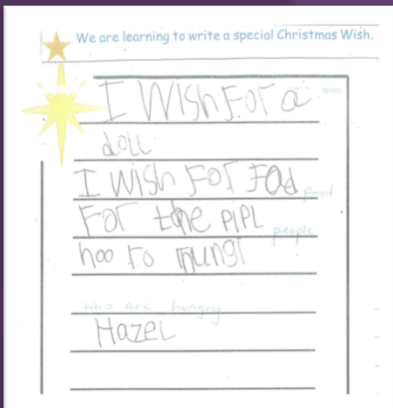 We are learning to write a special Christmas Wish.
I WISh For a
doll
I wISh For Fod food
For the PIPL people
hoo ro hungi
who are hungry
Hazel